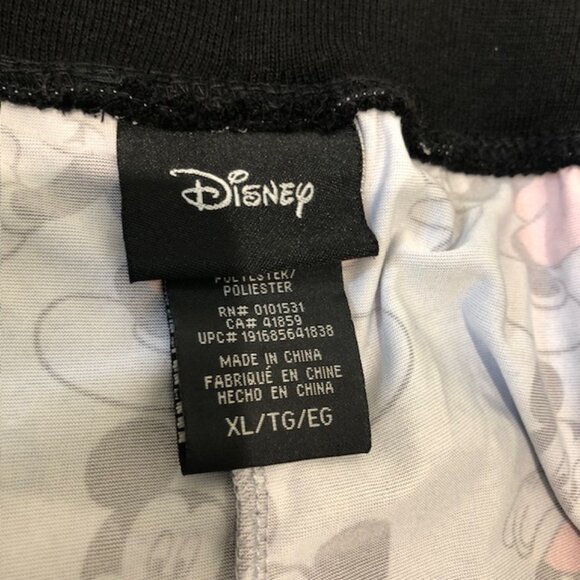 Disney
POLYESTER/
POLIESTER
RN# 0101531
CA# 41859
UPC# 191685641838
MADE IN CHINA
FABRIQUÉ EN CHINE
HECHO EN CHINA
XL/TG/EG